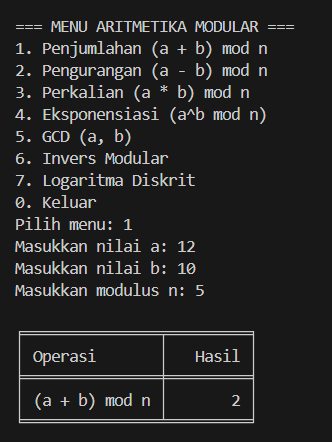 === MENU ARITMETIKA MODULAR ===
1. Penjumlahan (a + b) mod n
2. Pengurangan (a - b) mod n
3. Perkalian (a * b) mod n
4. Eksponensiasi (a^b mod n)
5. GCD (a, b)
6. Invers Modular
7. Logaritma Diskrit
0. Keluar
Pilih menu: 1
Masukkan nilai a: 12
Masukkan nilai b: 10
Masukkan modulus n: 5
Operasi Hasil
(a + b) mod n 2